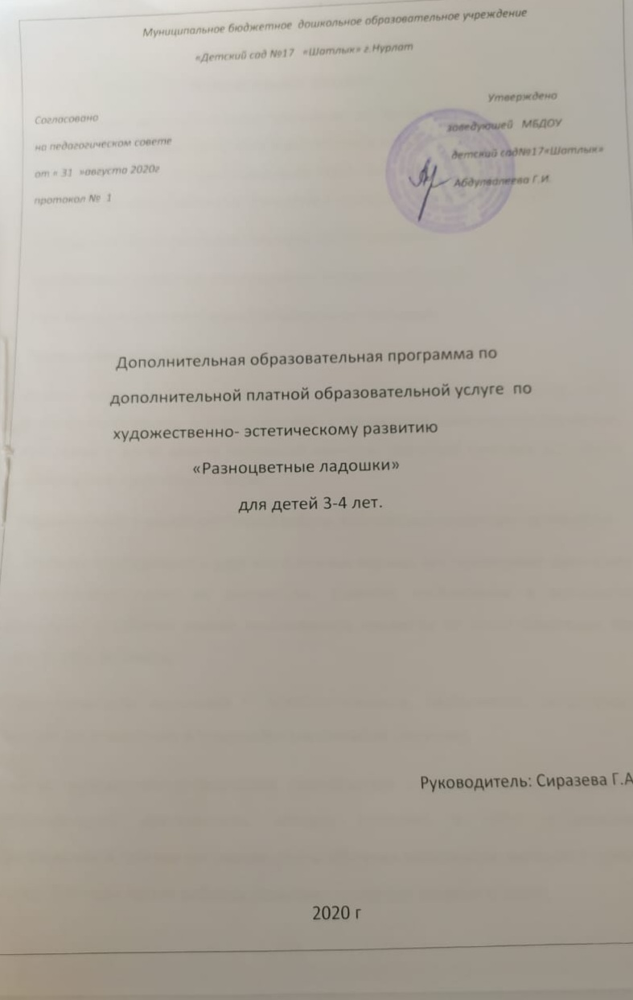 Муниципальное бюджетное дошкольное образовательное учреждение
«Детский сад №17 «Шатлык» г.Нурлат
Согласовано
на педагогическом совете
от « 31 »августа 2020г
протокол № 1
Утверждено
заведующей МБДОУ
детский сад№17«Шатлык»
Абдулвалеева Г.И.
Дополнительная образовательная программа по
дополнительной платной образовательной услуге по
художественно- эстетическому развитию
«Разноцветные ладошки»
для детей 3-4 лет.
Руководитель: Сиразева Г.А
2020 г